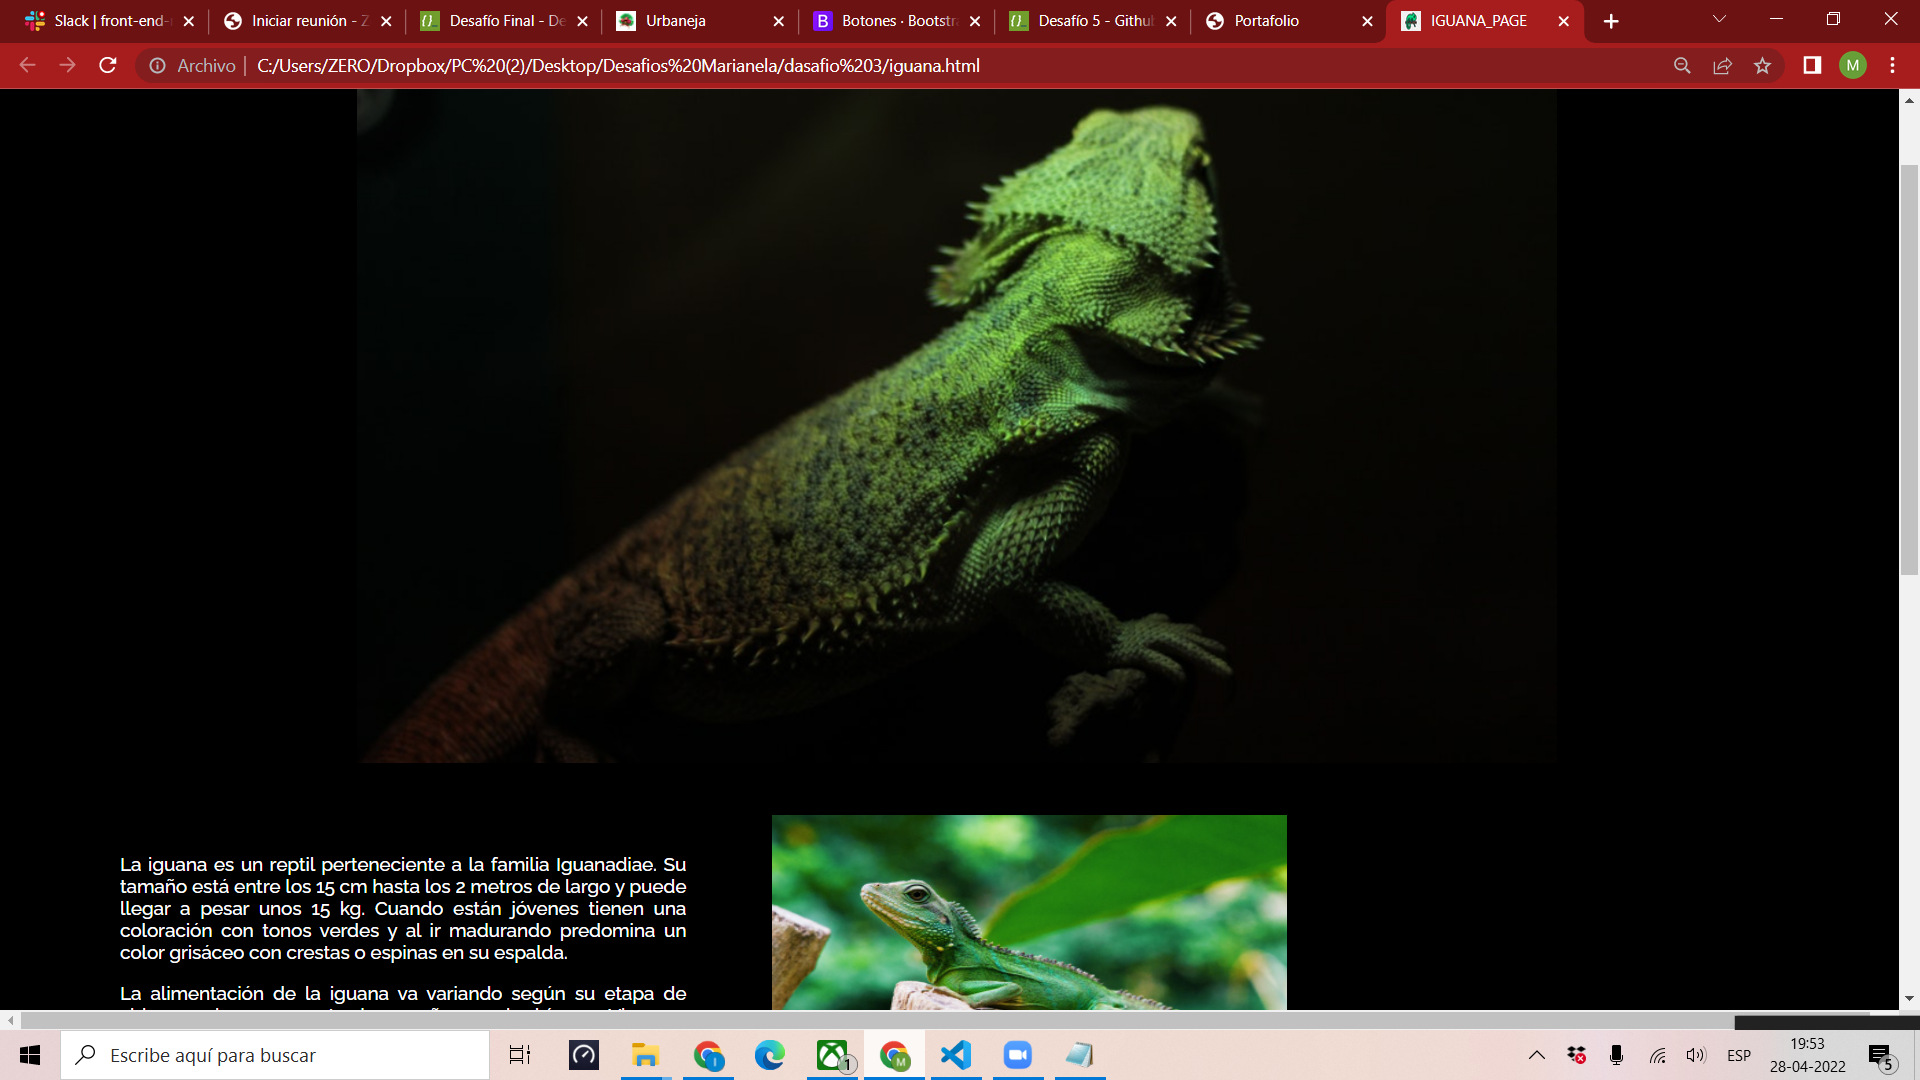 Slack | front-end-
Iniciar reunión - Z
Desafío Final - De
Urbaneja
Botones · Bootstra
Desafío 5 - Githu
Portafolio
IGUANA_PAGE
Archivo
C:/Users/ZERO/Dropbox/PC%20(2)/Desktop/Desafios%20Marianela/dasafio%203/iguana.html
M
La iguana es un reptil perteneciente a la familia Iguanadiae. Su
tamaño está entre los 15 cm hasta los 2 metros de largo y puede
llegar a pesar unos 15 kg. Cuando están jóvenes tienen una
coloración con tonos verdes y al ir madurando predomina un
color grisáceo con crestas o espinas en su espalda.
La alimentación de la iguana va variando según su etapa de
Escribe aquí para buscar
1
ESP
19:53
28-04-2022
5